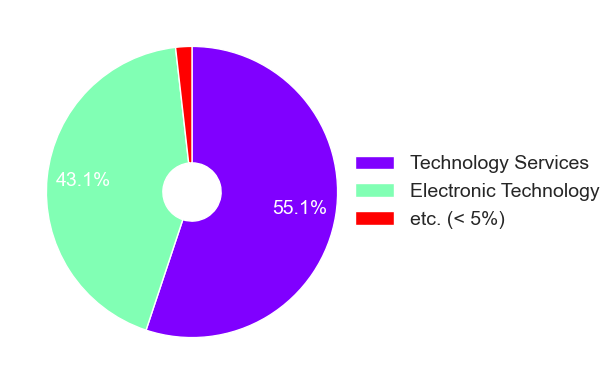 43.1%
55.1%
Technology Services
Electronic Technology
etc. (< 5%)